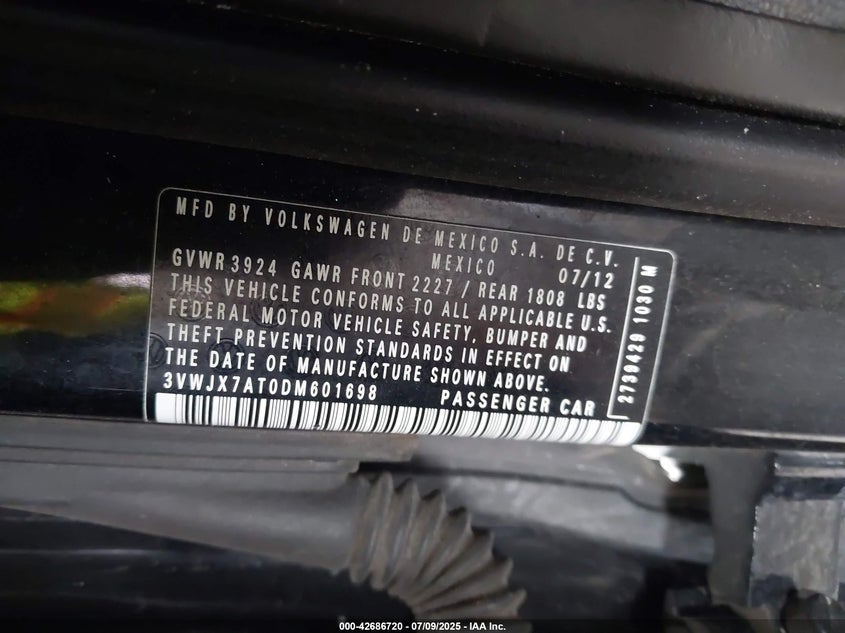 MFD BY VOLKSWAGEN DE MEXICO S.A. DE C.V.
MEXICO 07/12
GVWR 3924 GAWR FRONT 2227 / REAR 1808 LBS
THIS VEHICLE CONFORMS TO ALL APPLICABLE U.S.
FEDERAL MOTOR VEHICLE SAFETY, BUMPER AND
THEFT PREVENTION STANDARDS IN EFFECT ON
THE DATE OF MANUFACTURE SHOWN ABOVE.
3VWJX7AT0DM601698 PASSENGER CAR
2739429 1030 M
000-42686720 - 07/09/2025 - IAA Inc.